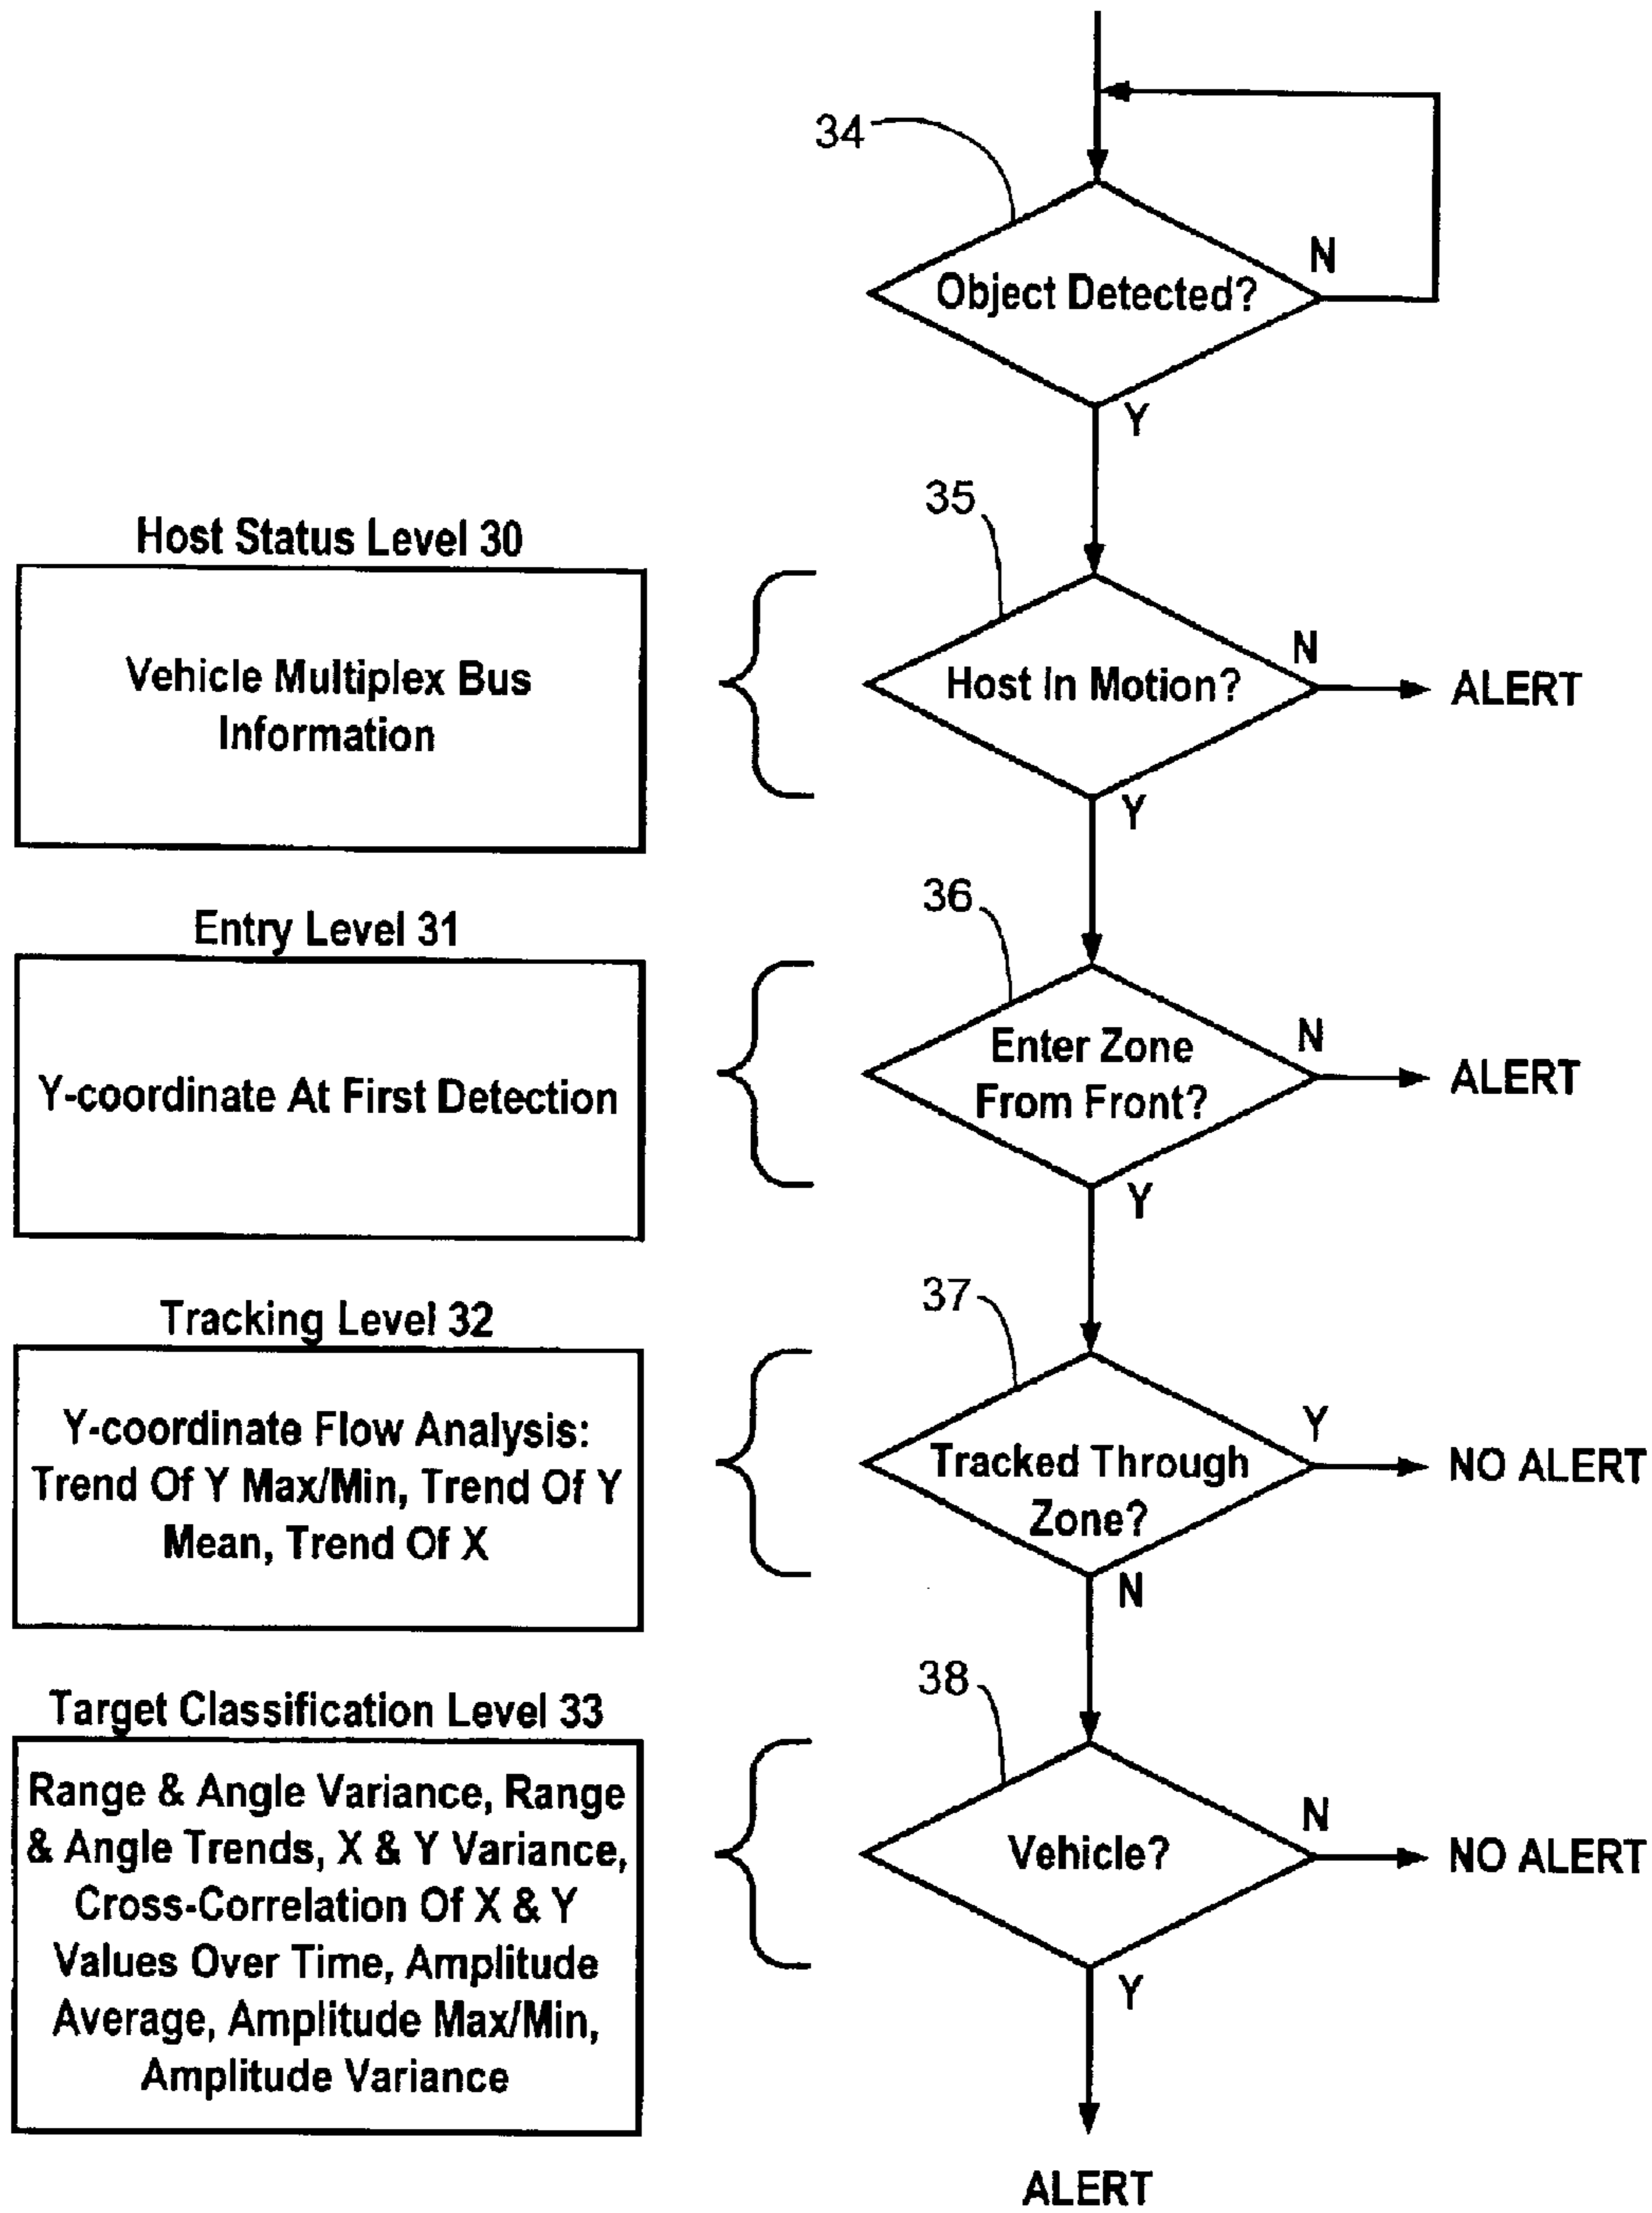 34
N
Object Detected?
Y
35
Host Status Level 30
Vehicle Multiplex Bus
Information
N
Host In Motion?
ALERT
Y
36
Entry Level 31
Y-coordinate At First Detection
N
Enter Zone
From Front?
ALERT
Y
37
Tracking Level 32
Y-coordinate Flow Analysis:
Trend Of Y Max/Min, Trend Of Y
Mean, Trend Of X
Y
Tracked Through
Zone?
NO ALERT
N
38
Target Classification Level 33
Range & Angle Variance, Range
& Angle Trends, X & Y Variance,
Cross-Correlation Of X & Y
Values Over Time, Amplitude
Average, Amplitude Max/Min,
Amplitude Variance
N
Vehicle?
NO ALERT
Y
ALERT